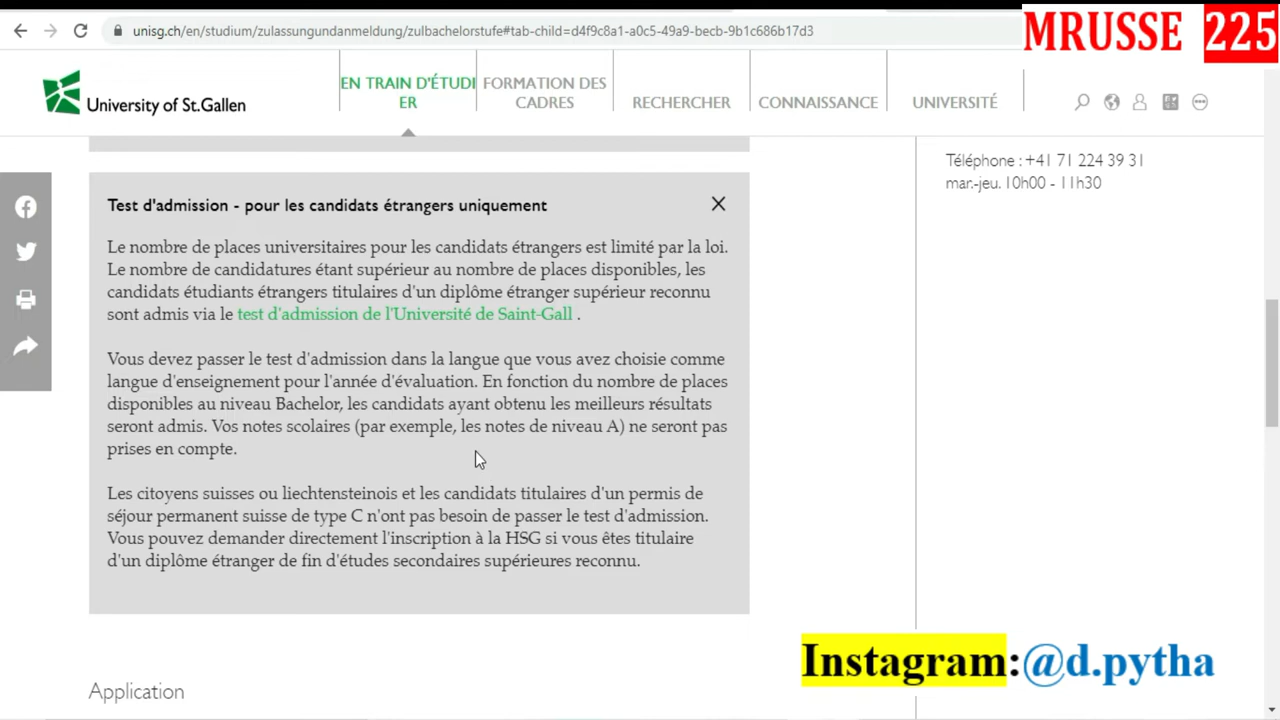 unisg.ch/en/studium/zulassungundanmeldung/zulbachelorstufe#tab-child=d4f9c8a1-a0c5-49a9-becb-9b1c686b17d3
MRUSSE 225
University of St.Gallen
EN TRAIN D'ÉTUDI
ER
FORMATION DES
CADRES
RECHERCHER
CONNAISSANCE
UNIVERSITÉ
Téléphone : +41 71 224 39 31
mar.-jeu. 10h00 - 11h30
Test d'admission - pour les candidats étrangers uniquement
Le nombre de places universitaires pour les candidats étrangers est limité par la loi.
Le nombre de candidatures étant supérieur au nombre de places disponibles, les
candidats étudiants étrangers titulaires d'un diplôme étranger supérieur reconnu
sont admis via le test d'admission de l'Université de Saint-Gall .
Vous devez passer le test d'admission dans la langue que vous avez choisie comme
langue d'enseignement pour l'année d'évaluation. En fonction du nombre de places
disponibles au niveau Bachelor, les candidats ayant obtenu les meilleurs résultats
seront admis. Vos notes scolaires (par exemple, les notes de niveau A) ne seront pas
prises en compte.
Les citoyens suisses ou liechtensteinois et les candidats titulaires d'un permis de
séjour permanent suisse de type C n'ont pas besoin de passer le test d'admission.
Vous pouvez demander directement l'inscription à la HSG si vous êtes titulaire
d'un diplôme étranger de fin d'études secondaires supérieures reconnu.
Instagram:@d.pytha
Application